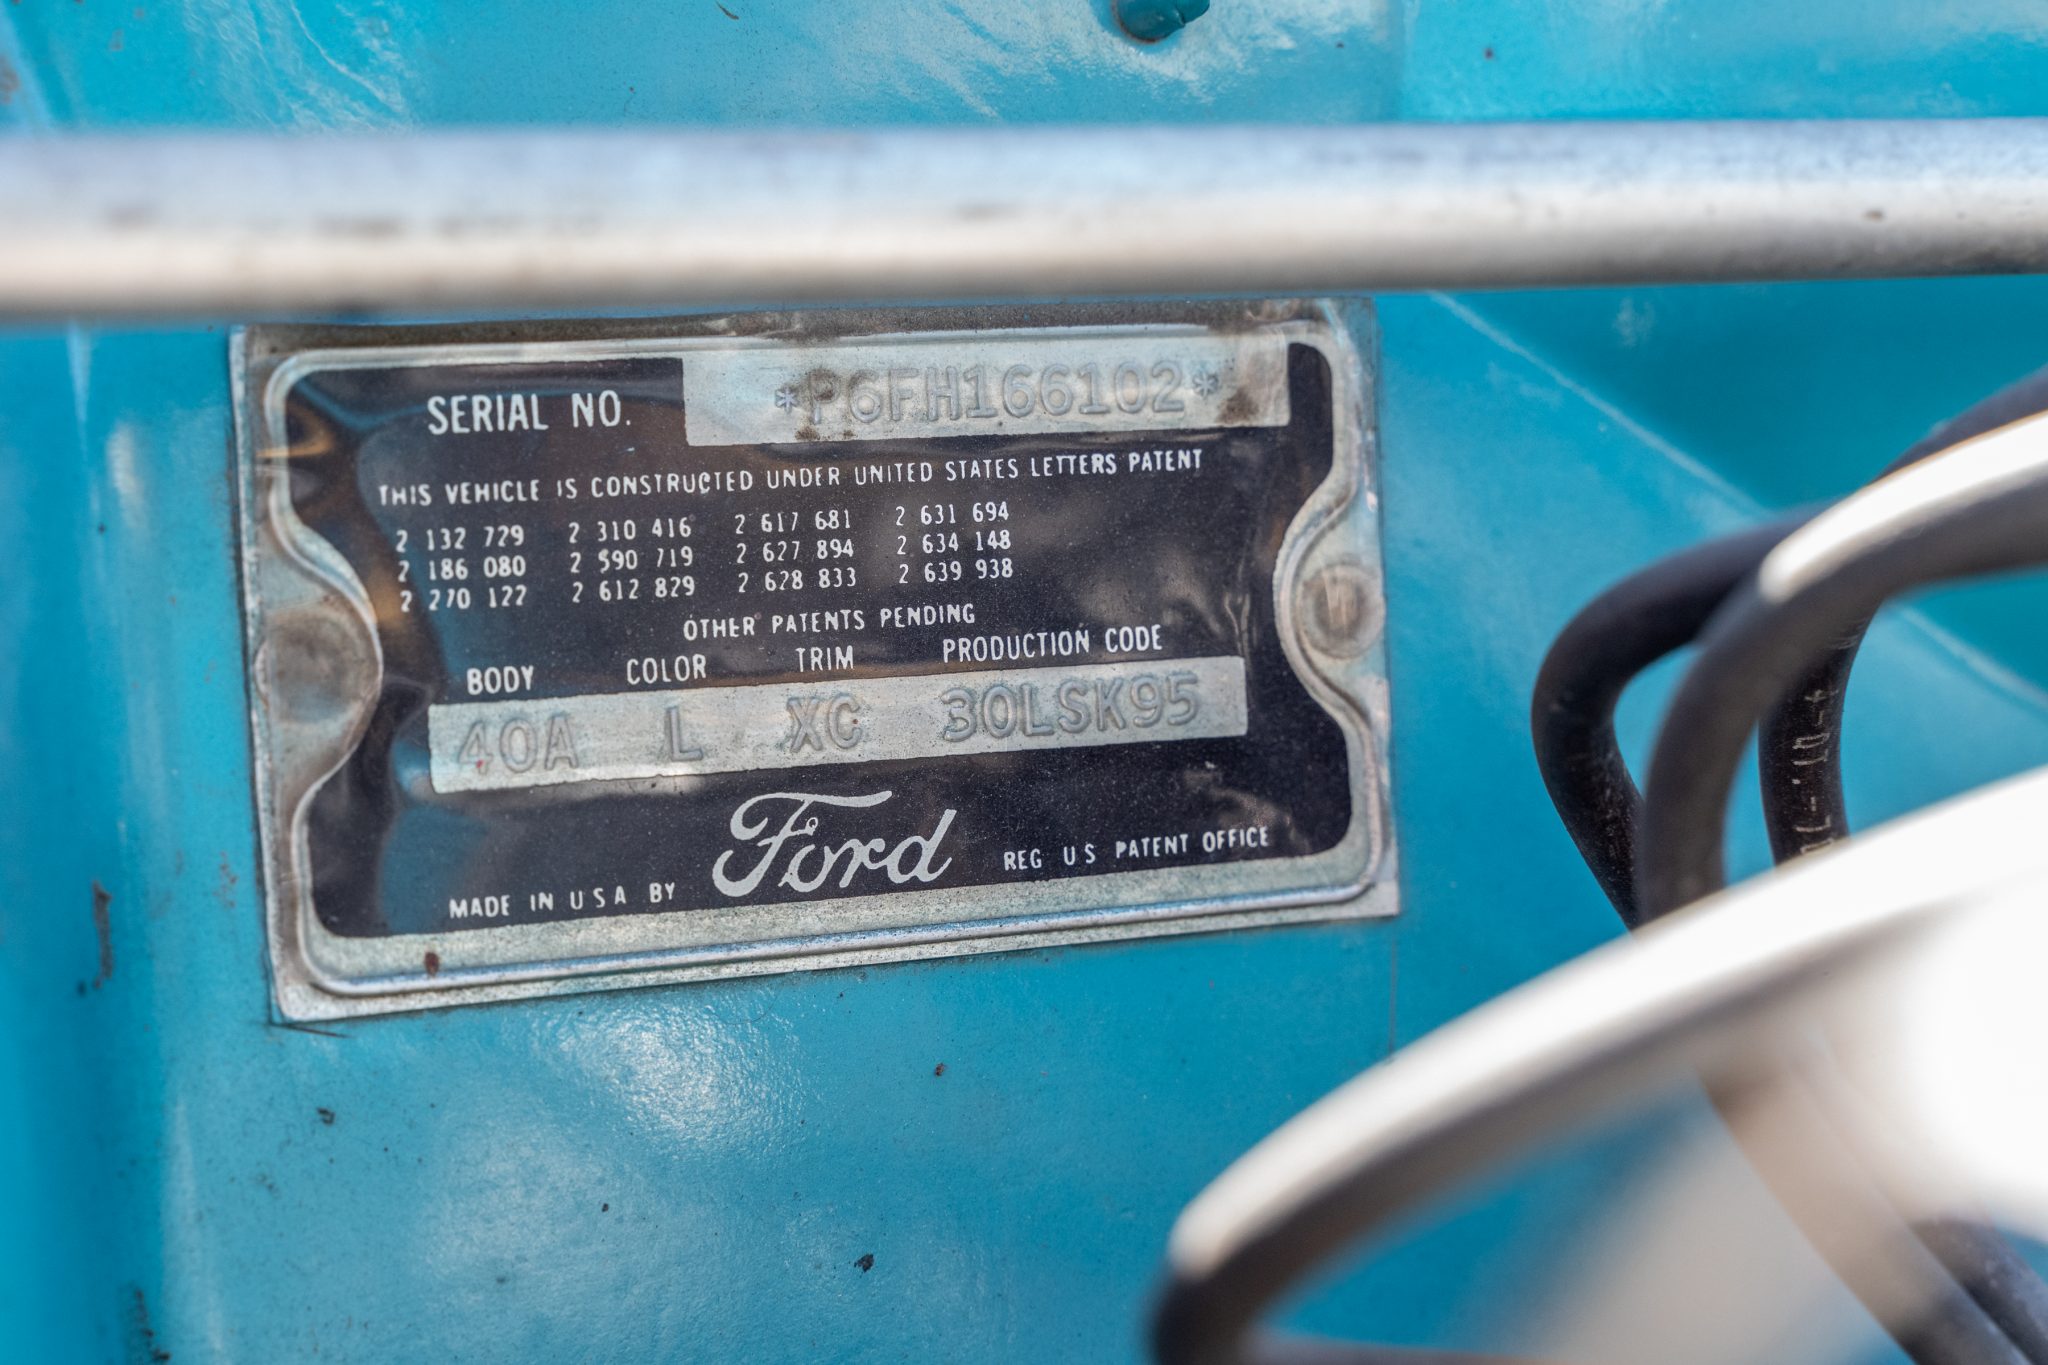 SERIAL NO. *P6FH166102*
THIS VEHICLE IS CONSTRUCTED UNDER UNITED STATES LETTERS PATENT
2 132 729 2 310 416 2 617 681 2 631 694
2 186 080 2 590 719 2 627 894 2 634 148
2 270 122 2 612 829 2 628 833 2 639 938
OTHER PATENTS PENDING
BODY COLOR TRIM PRODUCTION CODE
40A L XC 30LSK95
MADE IN U S A BY Ford REG U S PATENT OFFICE